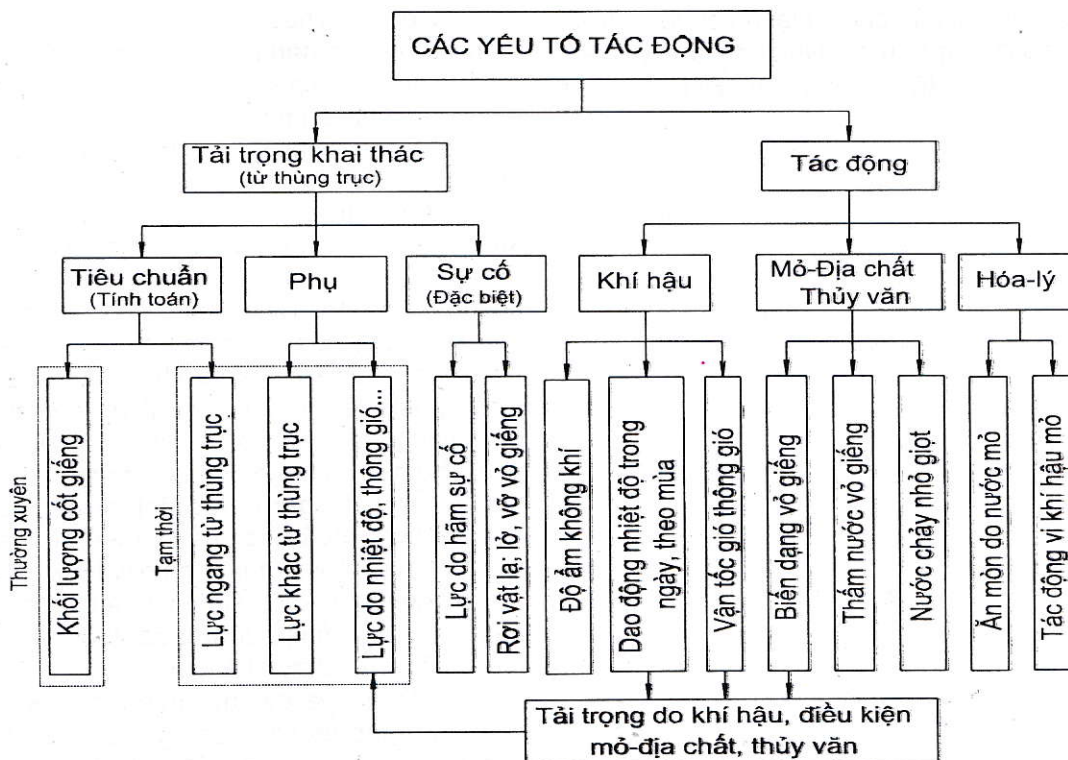 CÁC YẾU TỐ TÁC ĐỘNG
Tải trọng khai thác
(từ thùng trục)
Tác động
Tiêu chuẩn
(Tính toán)
Phụ
Sự cố
(Đặc biệt)
Khí hậu
Mỏ-Địa chất
Thủy văn
Hóa-lý
Thường xuyên
Khối lượng cốt giếng
Tạm thời
Lực ngang từ thùng trục
Lực khác từ thùng trục
Lực do nhiệt độ, thông gió...
Lực do hãm sự cố
Rơi vật lạ; lở, vỡ vỏ giếng
Độ ẩm không khí
Dao động nhiệt độ trong
ngày, theo mùa
Vận tốc gió thông gió
Biến dạng vỏ giếng
Thấm nước vỏ giếng
Nước chảy nhỏ giọt
Ăn mòn do nước mỏ
Tác động vi khí hậu mỏ
Tải trọng do khí hậu, điều kiện
mỏ-địa chất, thủy văn